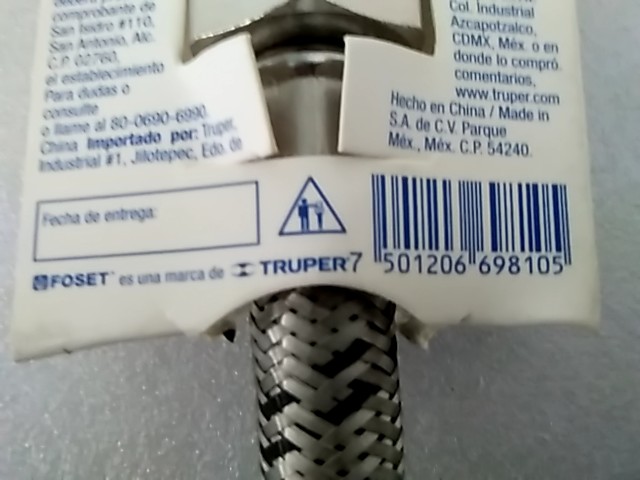 comprobante de
San Isidro #110,
San Antonio, Alc.
C.P. 02760,
el establecimiento
Para dudas o
consulte
o llame al 80-0690-6990.
China Importado por: Truper,
Industrial #1, Jilotepec, Edo. de
Col. Industrial
Azcapotzalco,
CDMX, Méx. o en
donde lo compró.
comentarios,
www.truper.com
Hecho en China / Made in
S.A. de C.V. Parque
Méx., Méx. C.P. 54240.
Fecha de entrega:
FOSET es una marca de TRUPER
7 501206 698105